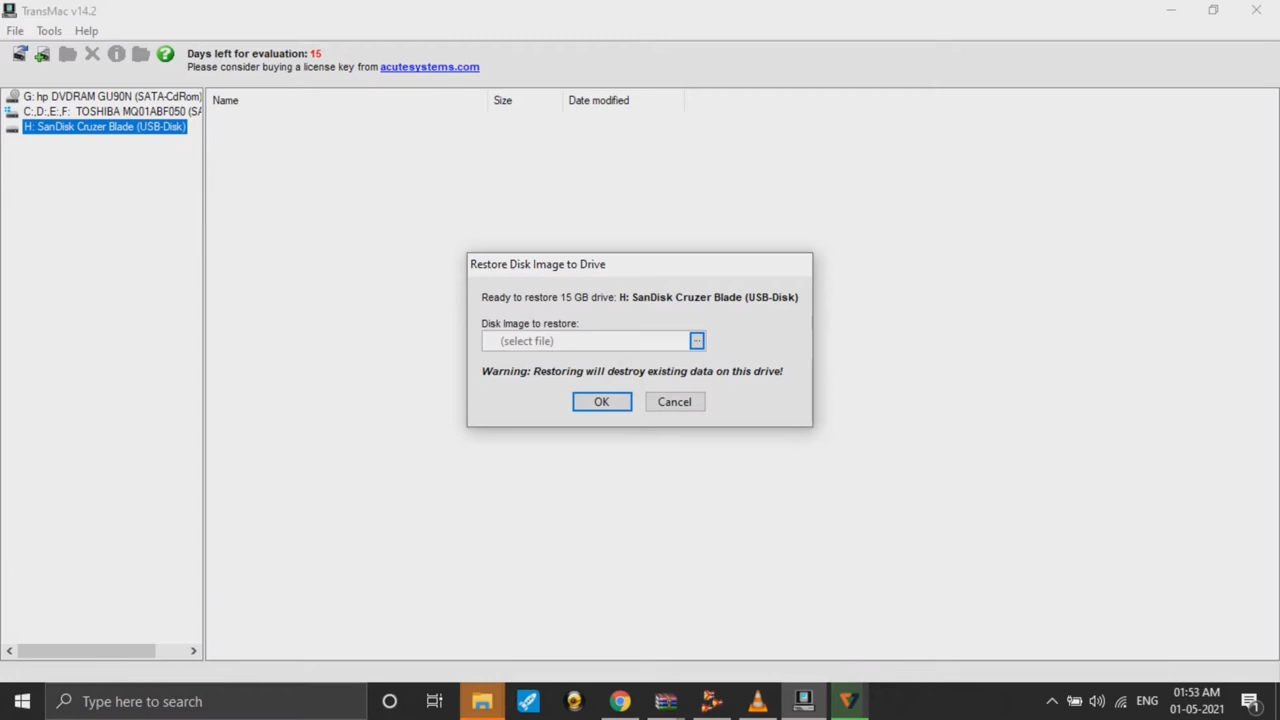 TransMac v14.2
File Tools Help
Days left for evaluation: 15
Please consider buying a license key from acutesystems.com
G: hp DVDRAM GU90N (SATA-CdRom)
C:,D:,E:,F: TOSHIBA MQ01ABF050 (SA
H: SanDisk Cruzer Blade (USB-Disk)
Name Size Date modified
Restore Disk Image to Drive
Ready to restore 15 GB drive: H: SanDisk Cruzer Blade (USB-Disk)
Disk Image to restore:
(select file) ...
Warning: Restoring will destroy existing data on this drive!
OK Cancel
Type here to search
ENG
01:53 AM
01-05-2021
1